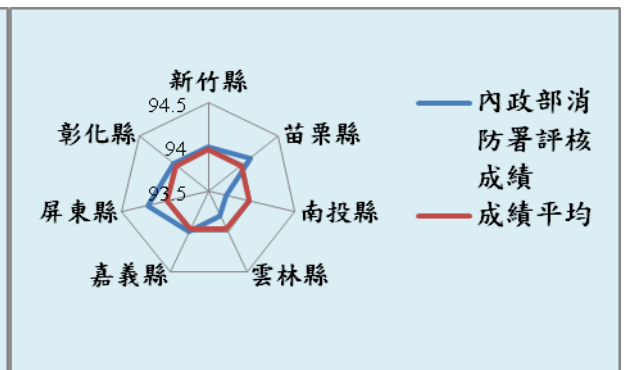 新竹縣
94.5
彰化縣
94
苗栗縣
93.5
屏東縣
南投縣
嘉義縣
雲林縣
內政部消
防署評核
成績
成績平均